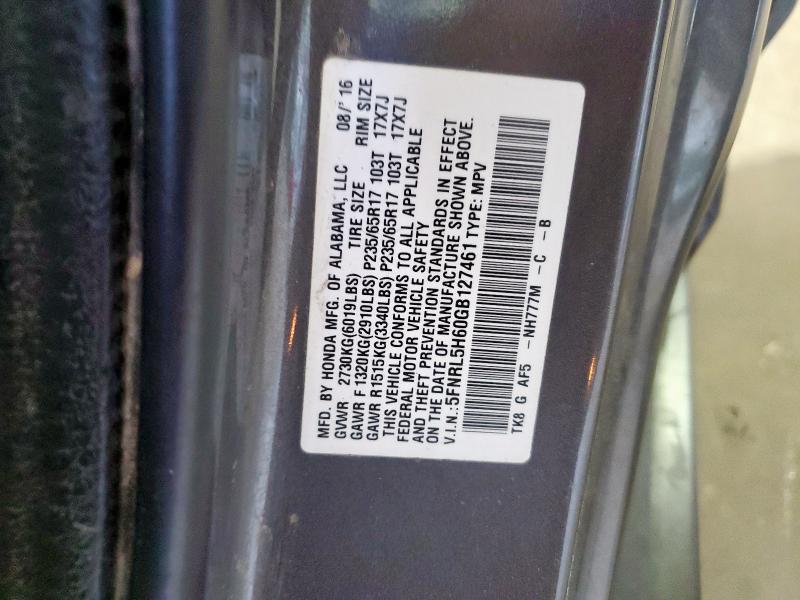 MFD. BY HONDA MFG. OF ALABAMA, LLC 08/ 16
GVWR 2730KG(6019LBS) TIRE SIZE RIM SIZE
GAWR F 1320KG(2910LBS) P235/65R17 103T 17X7J
GAWR R1515KG(3340LBS) P235/65R17 103T 17X7J
THIS VEHICLE CONFORMS TO ALL APPLICABLE
FEDERAL MOTOR VEHICLE SAFETY
AND THEFT PREVENTION STANDARDS IN EFFECT
ON THE DATE OF MANUFACTURE SHOWN ABOVE.
V.I.N.:5FNRL5H60GB127461 TYPE: MPV
TK8 G AF5 -NH777M -C -B